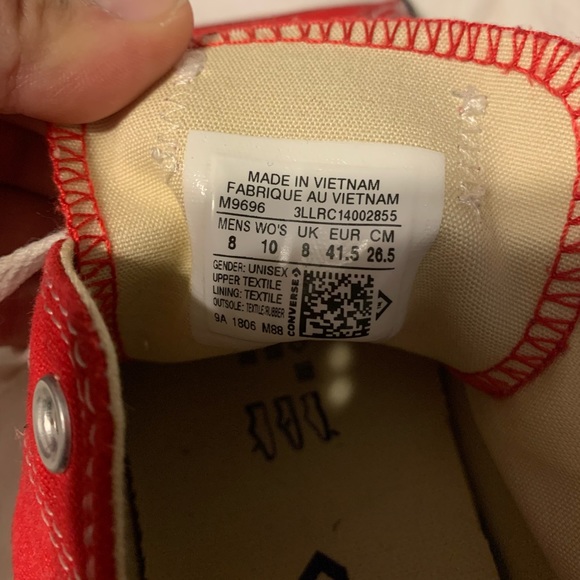 MADE IN VIETNAM
FABRIQUE AU VIETNAM
M9696 3LLRC14002855
MENS WO'S UK EUR CM
8 10 8 41.5 26.5
GENDER: UNISEX
UPPER TEXTILE
LINING: TEXTILE
OUTSOLE: TEXTILE/RUBBER
9A 1806 M88
CONVERSE